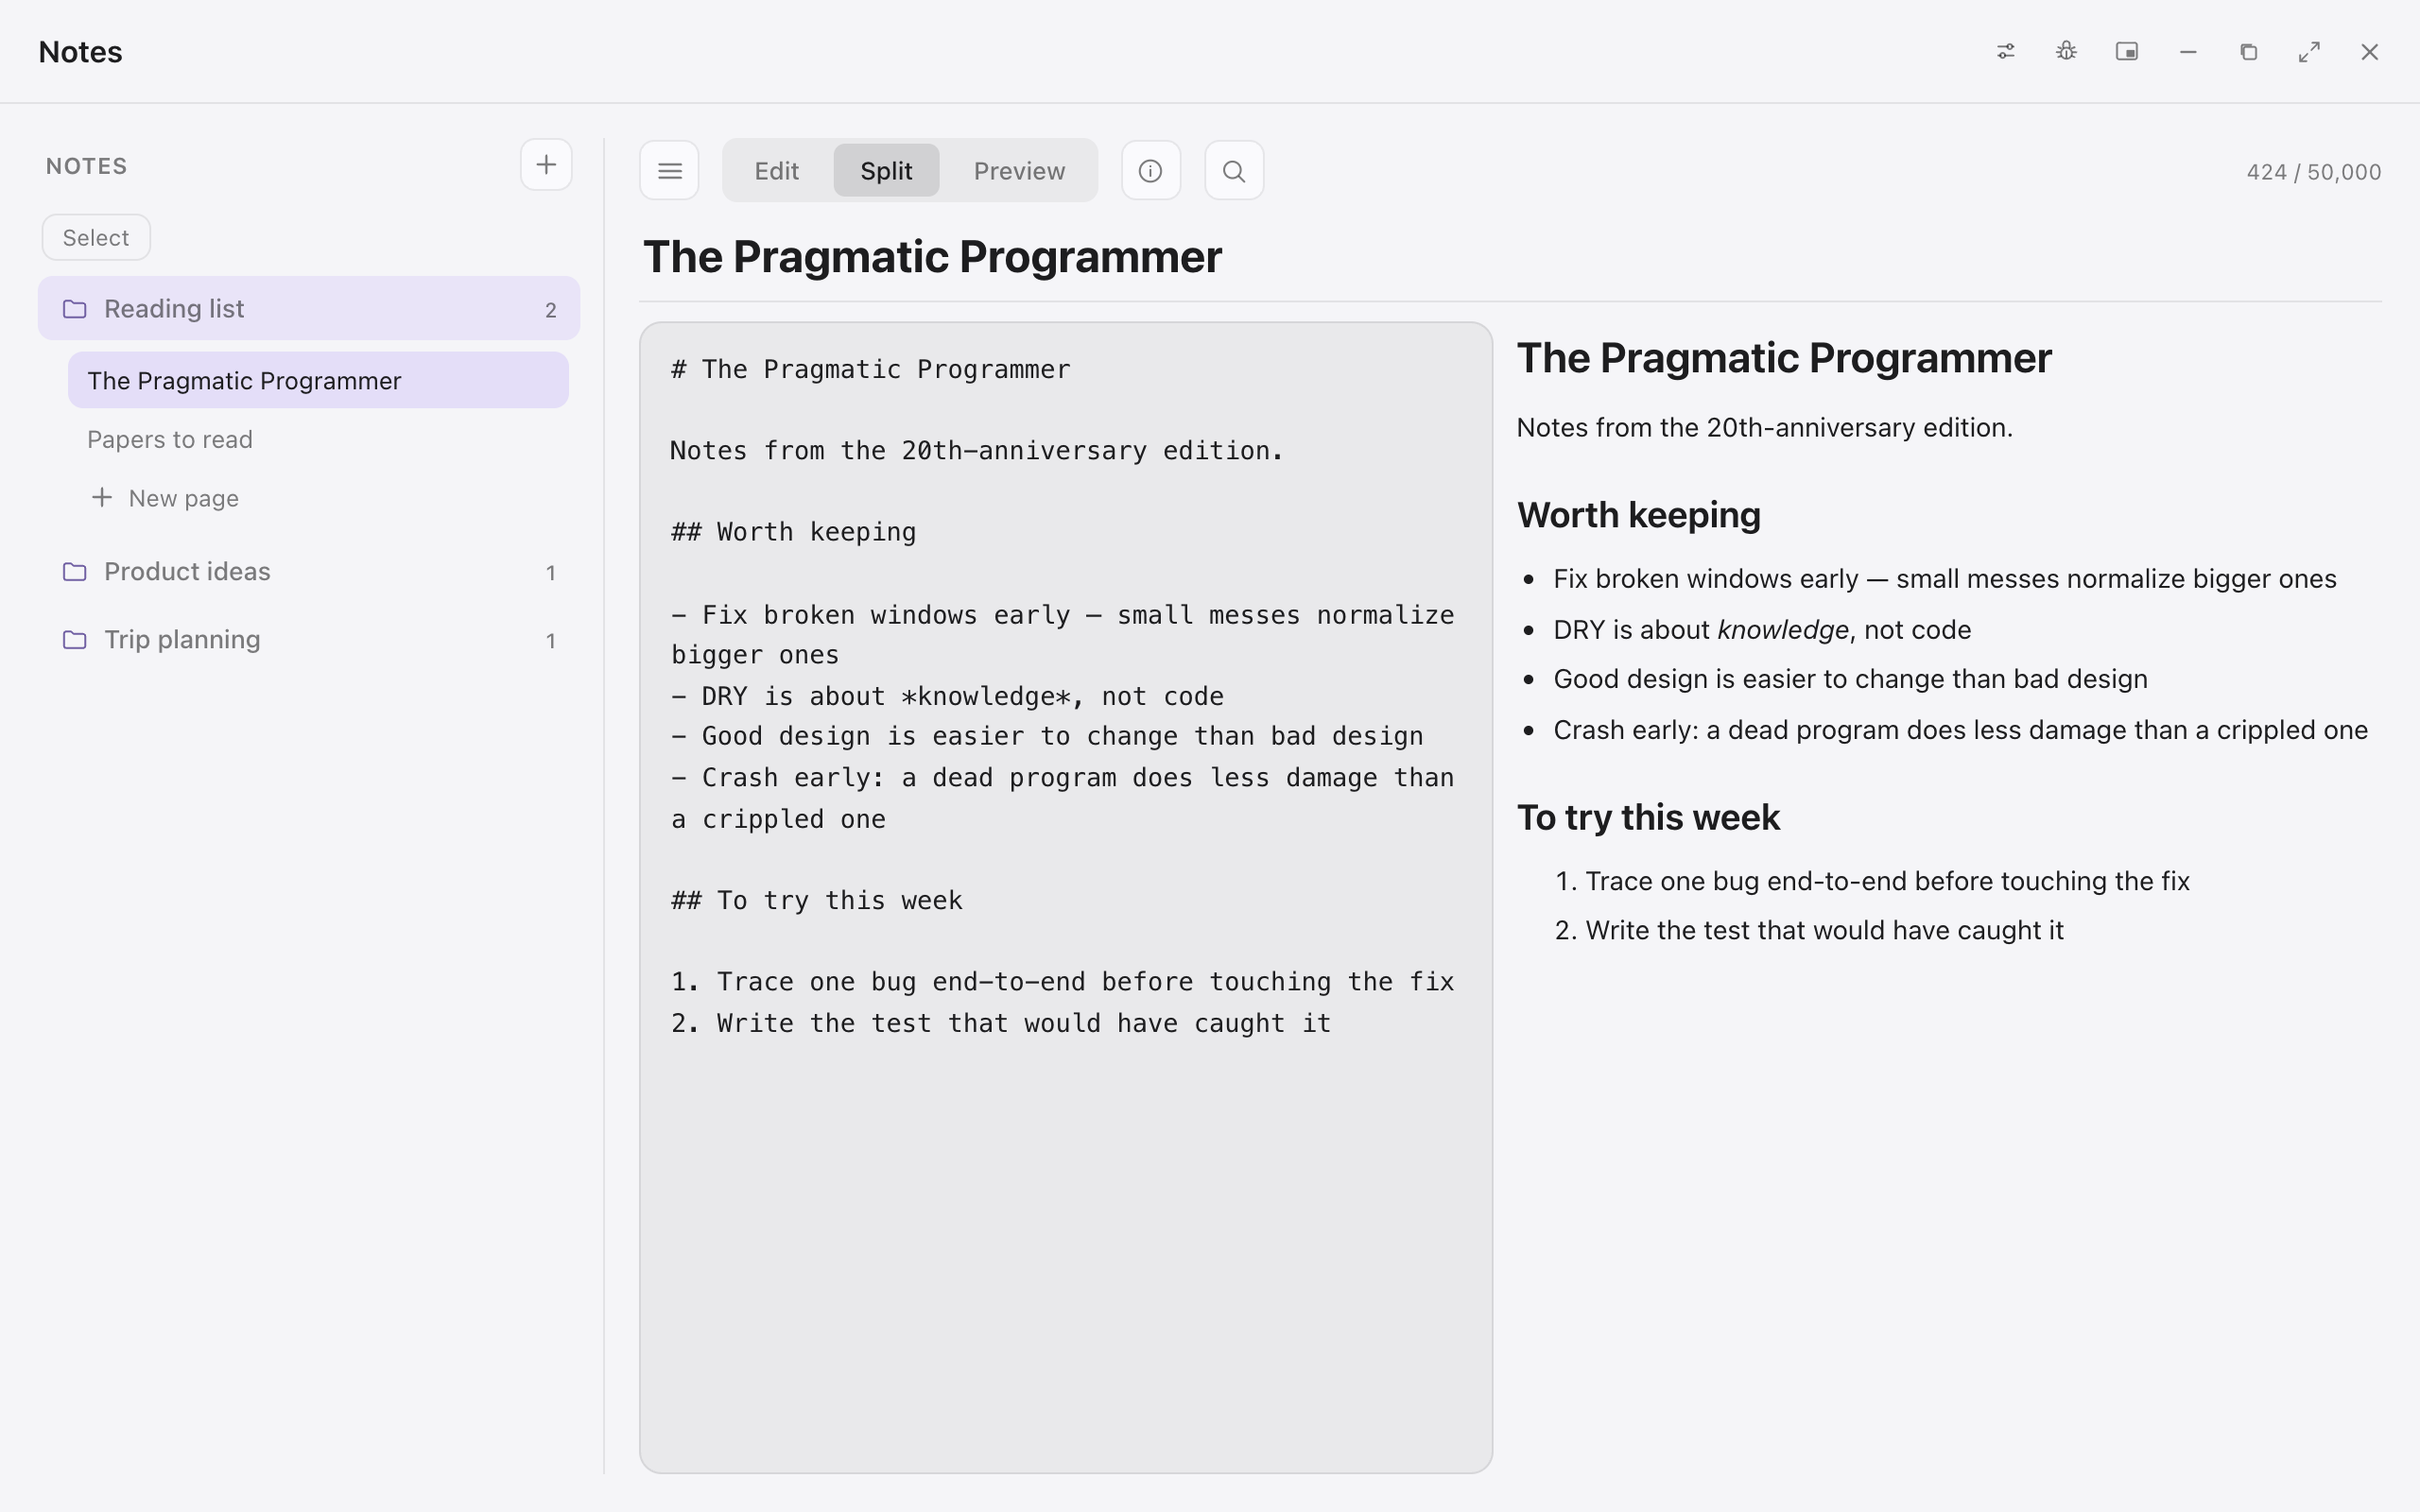 Notes
NOTES
Select
Reading list 2
The Pragmatic Programmer
Papers to read
New page
Product ideas 1
Trip planning 1
Edit Split Preview
424 / 50,000
The Pragmatic Programmer
# The Pragmatic Programmer
Notes from the 20th-anniversary edition.
## Worth keeping
- Fix broken windows early — small messes normalize
bigger ones
- DRY is about *knowledge*, not code
- Good design is easier to change than bad design
- Crash early: a dead program does less damage than
a crippled one
## To try this week
1. Trace one bug end-to-end before touching the fix
2. Write the test that would have caught it
The Pragmatic Programmer
Notes from the 20th-anniversary edition.
Worth keeping
• Fix broken windows early — small messes normalize bigger ones
• DRY is about knowledge, not code
• Good design is easier to change than bad design
• Crash early: a dead program does less damage than a crippled one
To try this week
1. Trace one bug end-to-end before touching the fix
2. Write the test that would have caught it